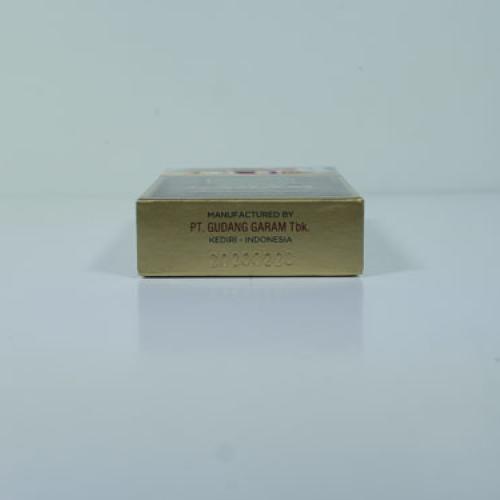 MANUFACTURED BY
PT. GUDANG GARAM Tbk.
KEDIRI - INDONESIA